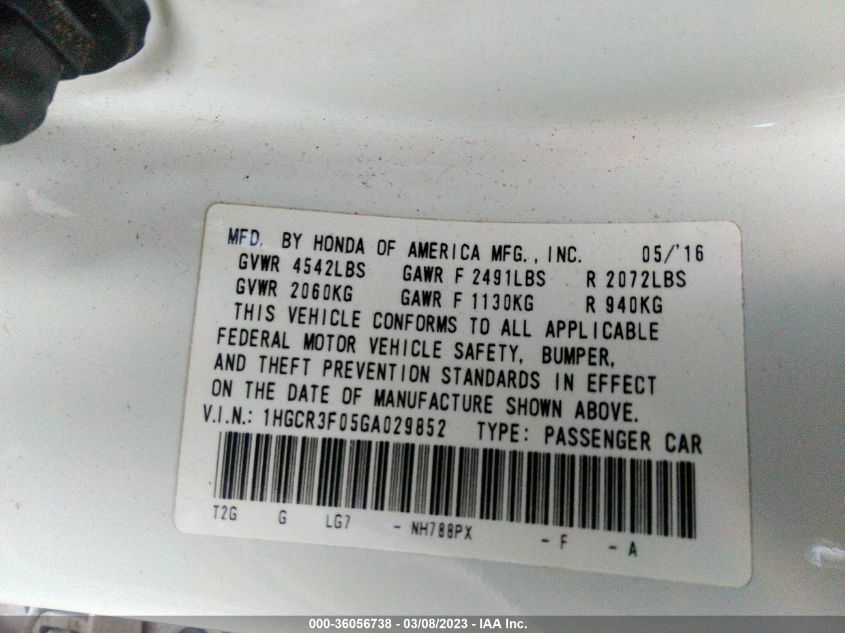 MFD. BY HONDA OF AMERICA MFG., INC. 05/'16
GVWR 4542LBS GAWR F 2491LBS R 2072LBS
GVWR 2060KG GAWR F 1130KG R 940KG
THIS VEHICLE CONFORMS TO ALL APPLICABLE
FEDERAL MOTOR VEHICLE SAFETY, BUMPER,
AND THEFT PREVENTION STANDARDS IN EFFECT
ON THE DATE OF MANUFACTURE SHOWN ABOVE.
V.I.N.: 1HGCR3F05GA029852 TYPE: PASSENGER CAR
T2G G LG7 - NH788PX - F - A
000-36056738 - 03/08/2023 - IAA Inc.